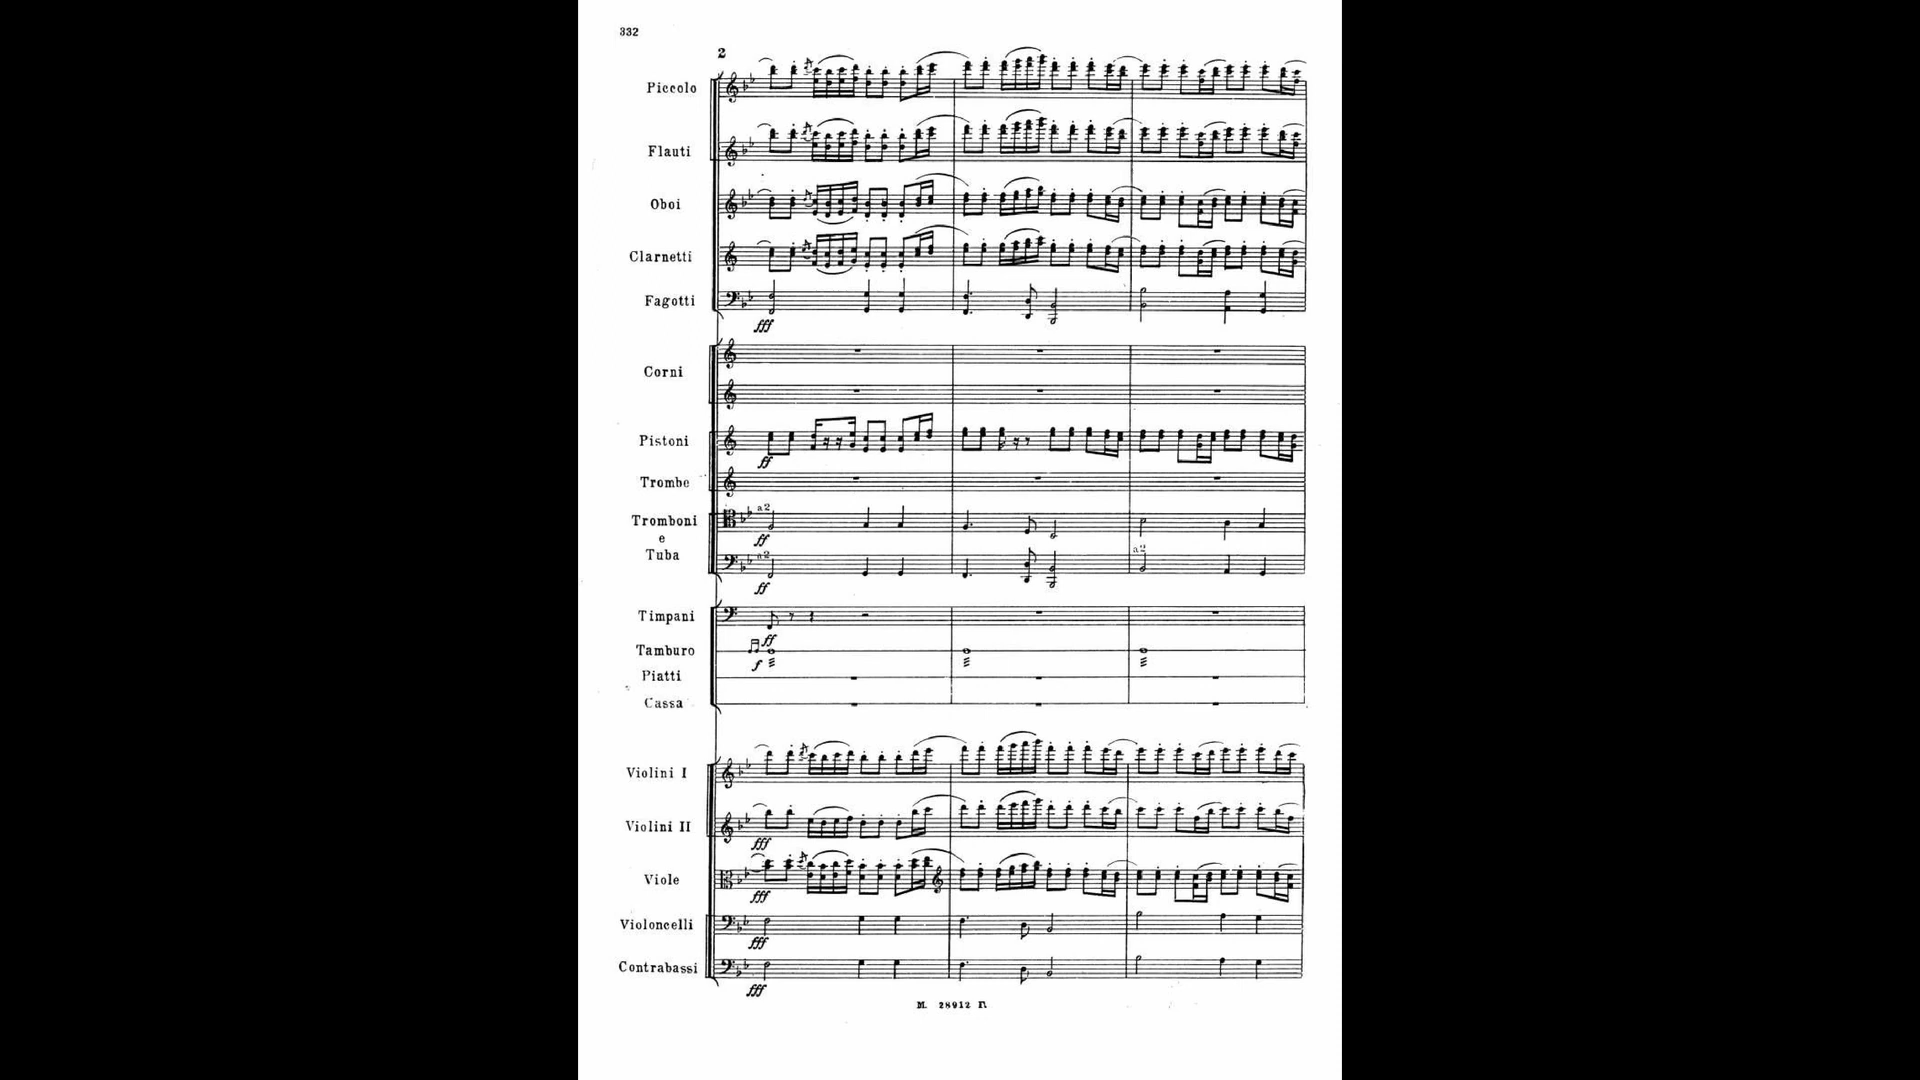 332
2
Piccolo
Flauti
Oboi
Clarnetti
Fagotti
fff
Corni
Pistoni
ff
Trombe
Tromboni
a2
ff
e
Tuba
a2
a2
ff
Timpani
ff
Tamburo
f
Piatti
Cassa
Violini I
Violini II
fff
Viole
fff
Violoncelli
fff
Contrabassi
fff
М. 28912 Г.